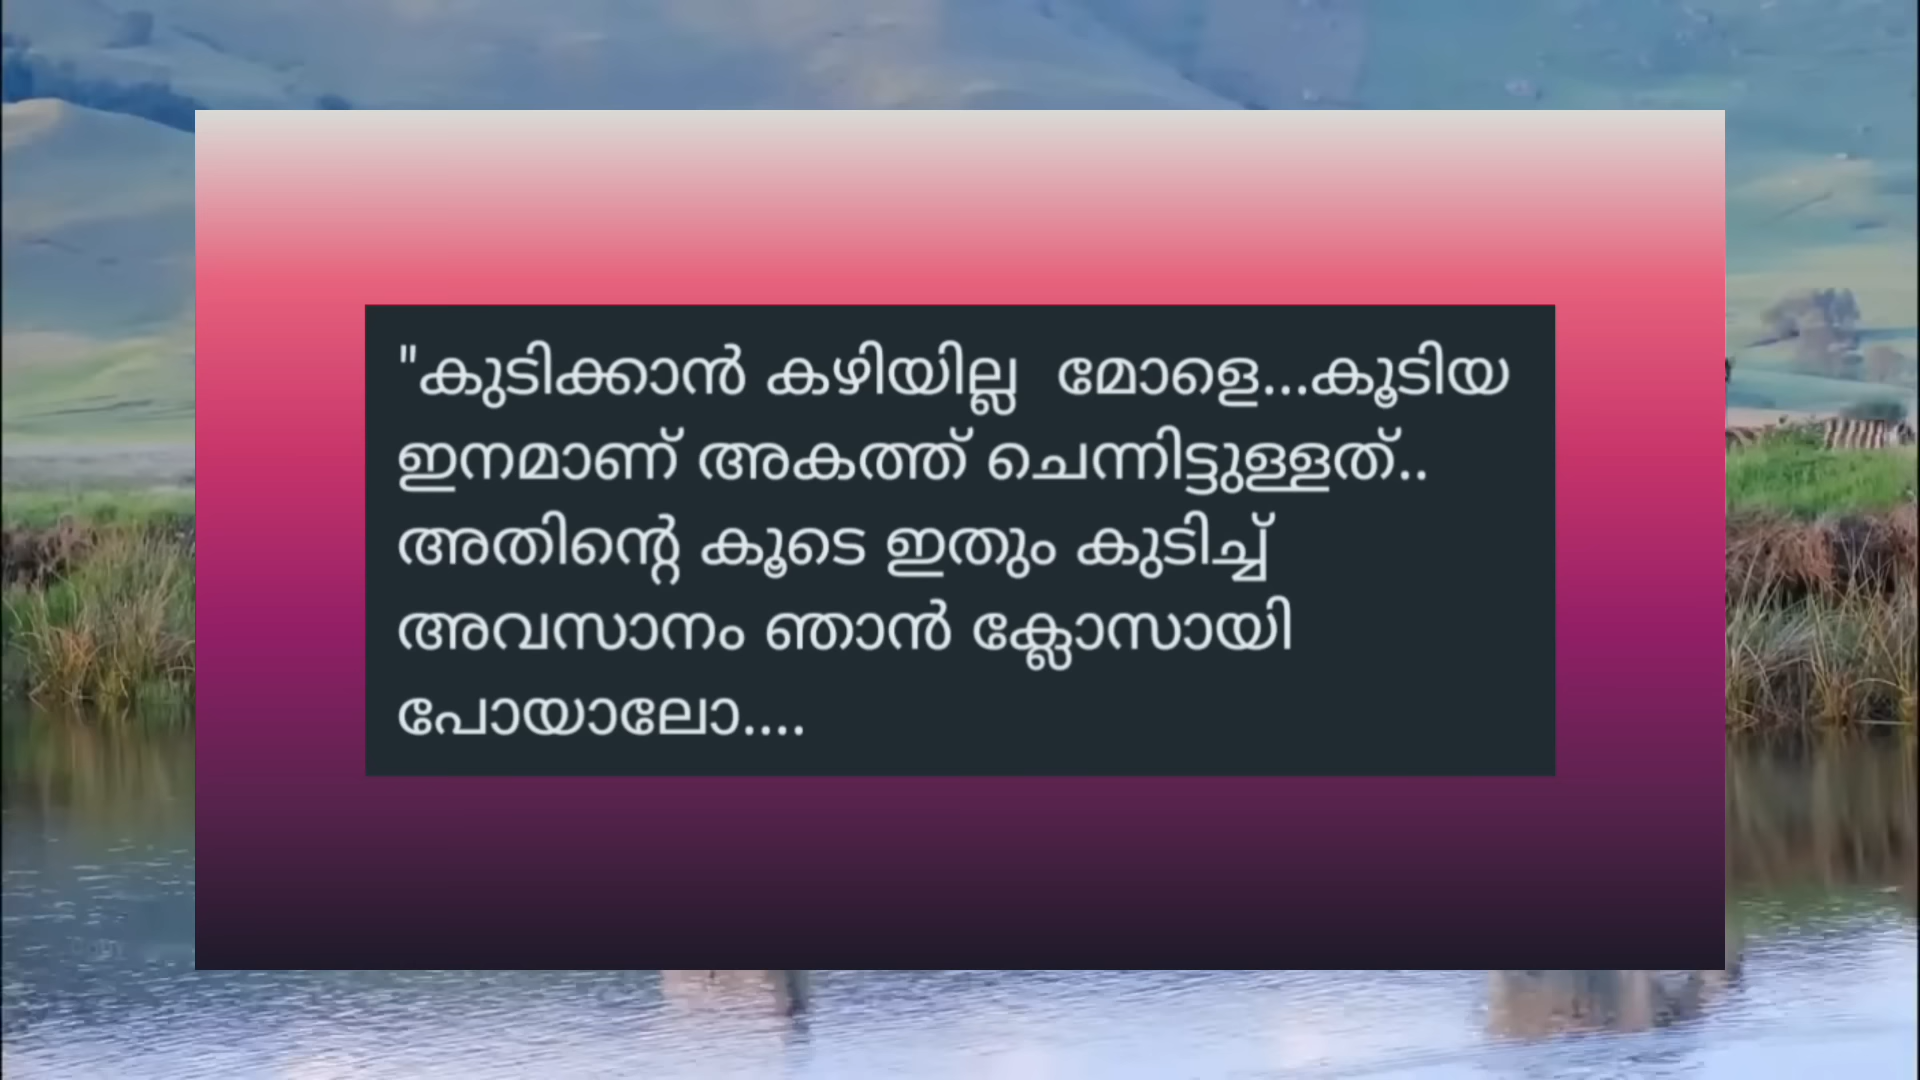 "കുടിക്കാൻ കഴിയില്ല  മോളെ...കൂടിയ
ഇനമാണ് അകത്ത് ചെന്നിട്ടുള്ളത്..
അതിന്റെ കൂടെ ഇതും കുടിച്ച്
അവസാനം ഞാൻ ക്ലോസായി
പോയാലോ....